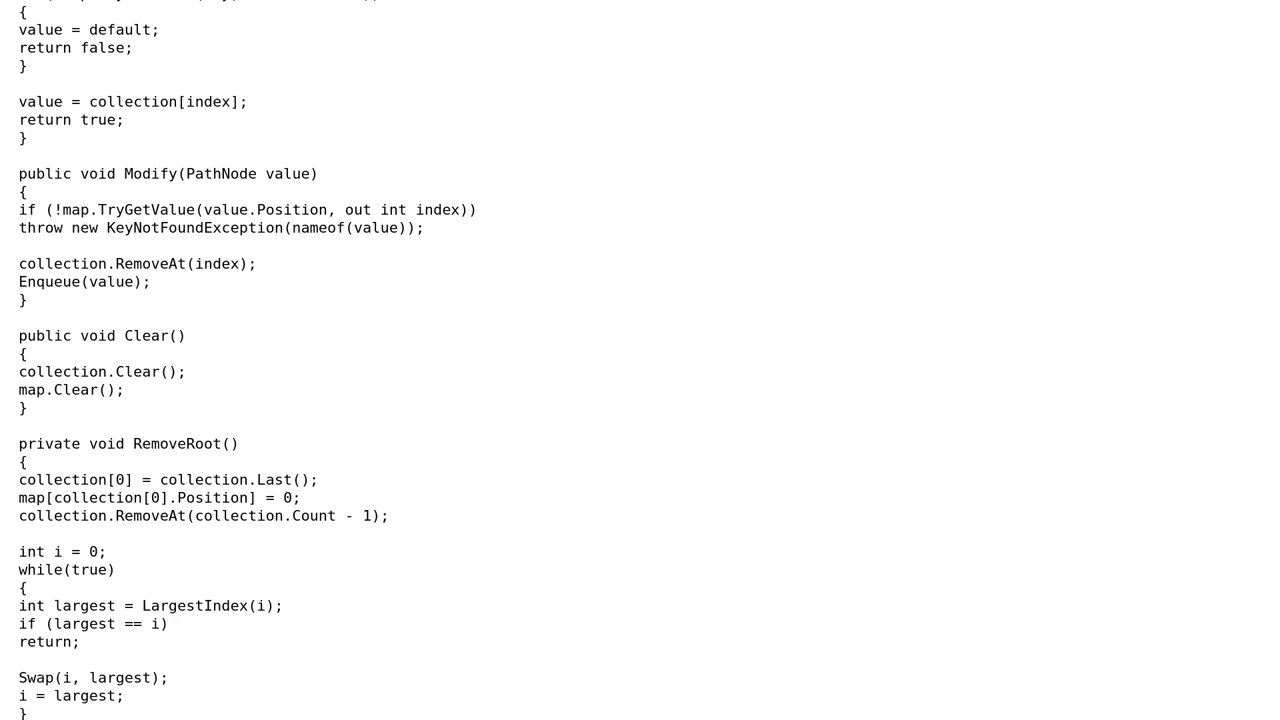 {
value = default;
return false;
}

value = collection[index];
return true;
}

public void Modify(PathNode value)
{
if (!map.TryGetValue(value.Position, out int index))
throw new KeyNotFoundException(nameof(value));

collection.RemoveAt(index);
Enqueue(value);
}

public void Clear()
{
collection.Clear();
map.Clear();
}

private void RemoveRoot()
{
collection[0] = collection.Last();
map[collection[0].Position] = 0;
collection.RemoveAt(collection.Count - 1);

int i = 0;
while(true)
{
int largest = LargestIndex(i);
if (largest == i)
return;

Swap(i, largest);
i = largest;
}